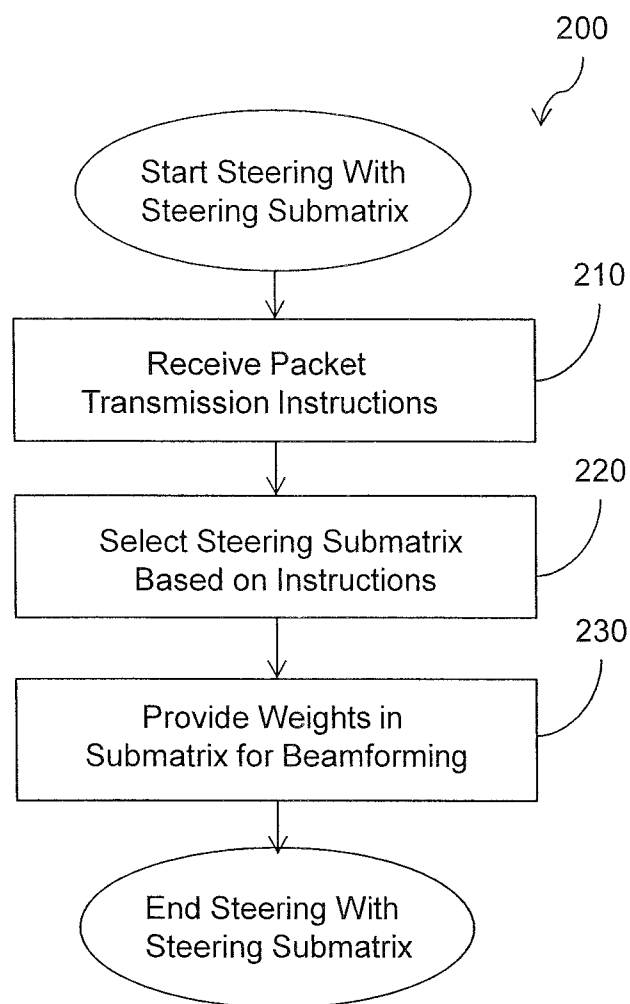 200
Start Steering With
Steering Submatrix
210
Receive Packet
Transmission Instructions
220
Select Steering Submatrix
Based on Instructions
230
Provide Weights in
Submatrix for Beamforming
End Steering With
Steering Submatrix